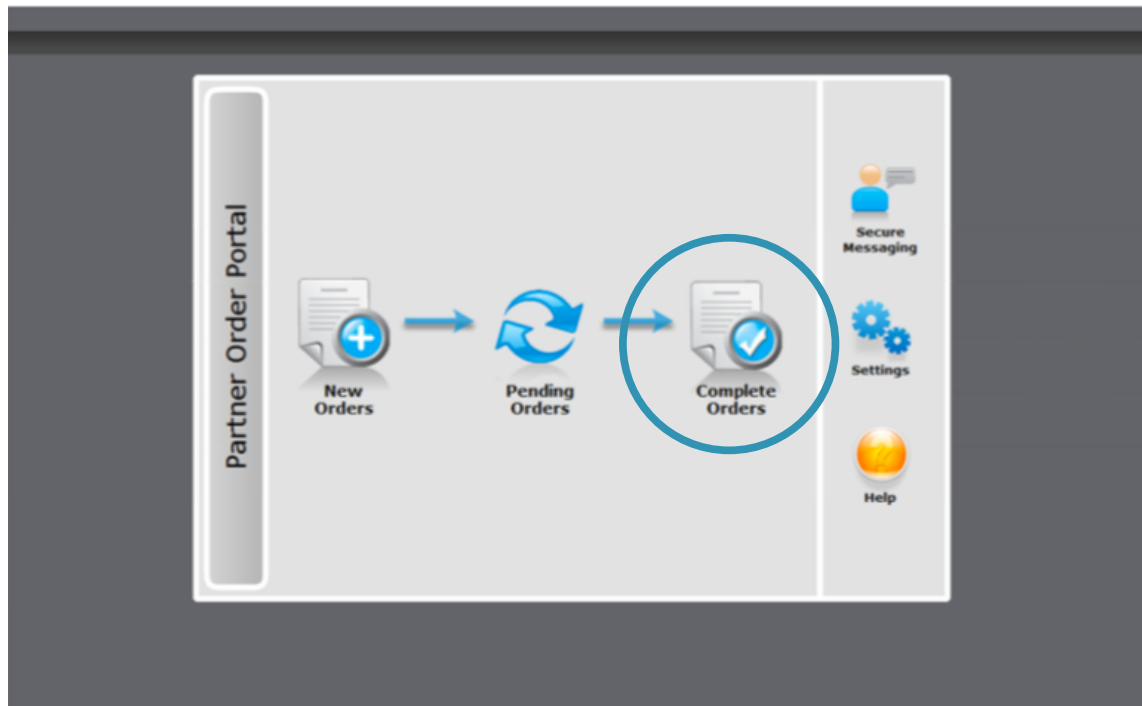 Partner Order Portal
New
Orders
Pending
Orders
Complete
Orders
Secure
Messaging
Settings
Help